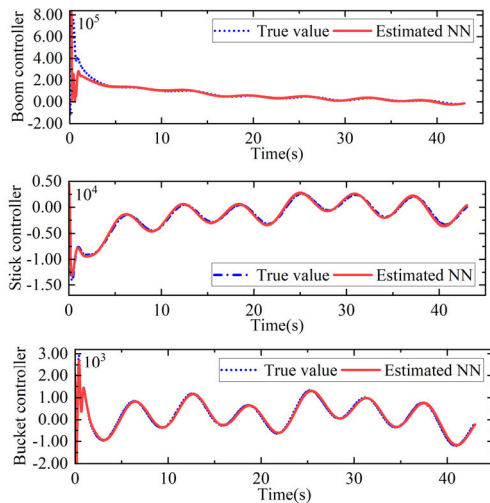 8.00
10⁵
True value
Estimated NN
6.00
4.00
2.00
0.00
-2.00
Boom controller
0
10
20
30
40
Time(s)
0.50
10⁴
0.00
-0.50
-1.00
-1.50
Stick controller
True value
Estimated NN
0
10
20
30
40
Time(s)
3.00
10³
True value
Estimated NN
2.00
1.00
0.00
-1.00
-2.00
Bucket controller
0
10
20
30
40
Time(s)